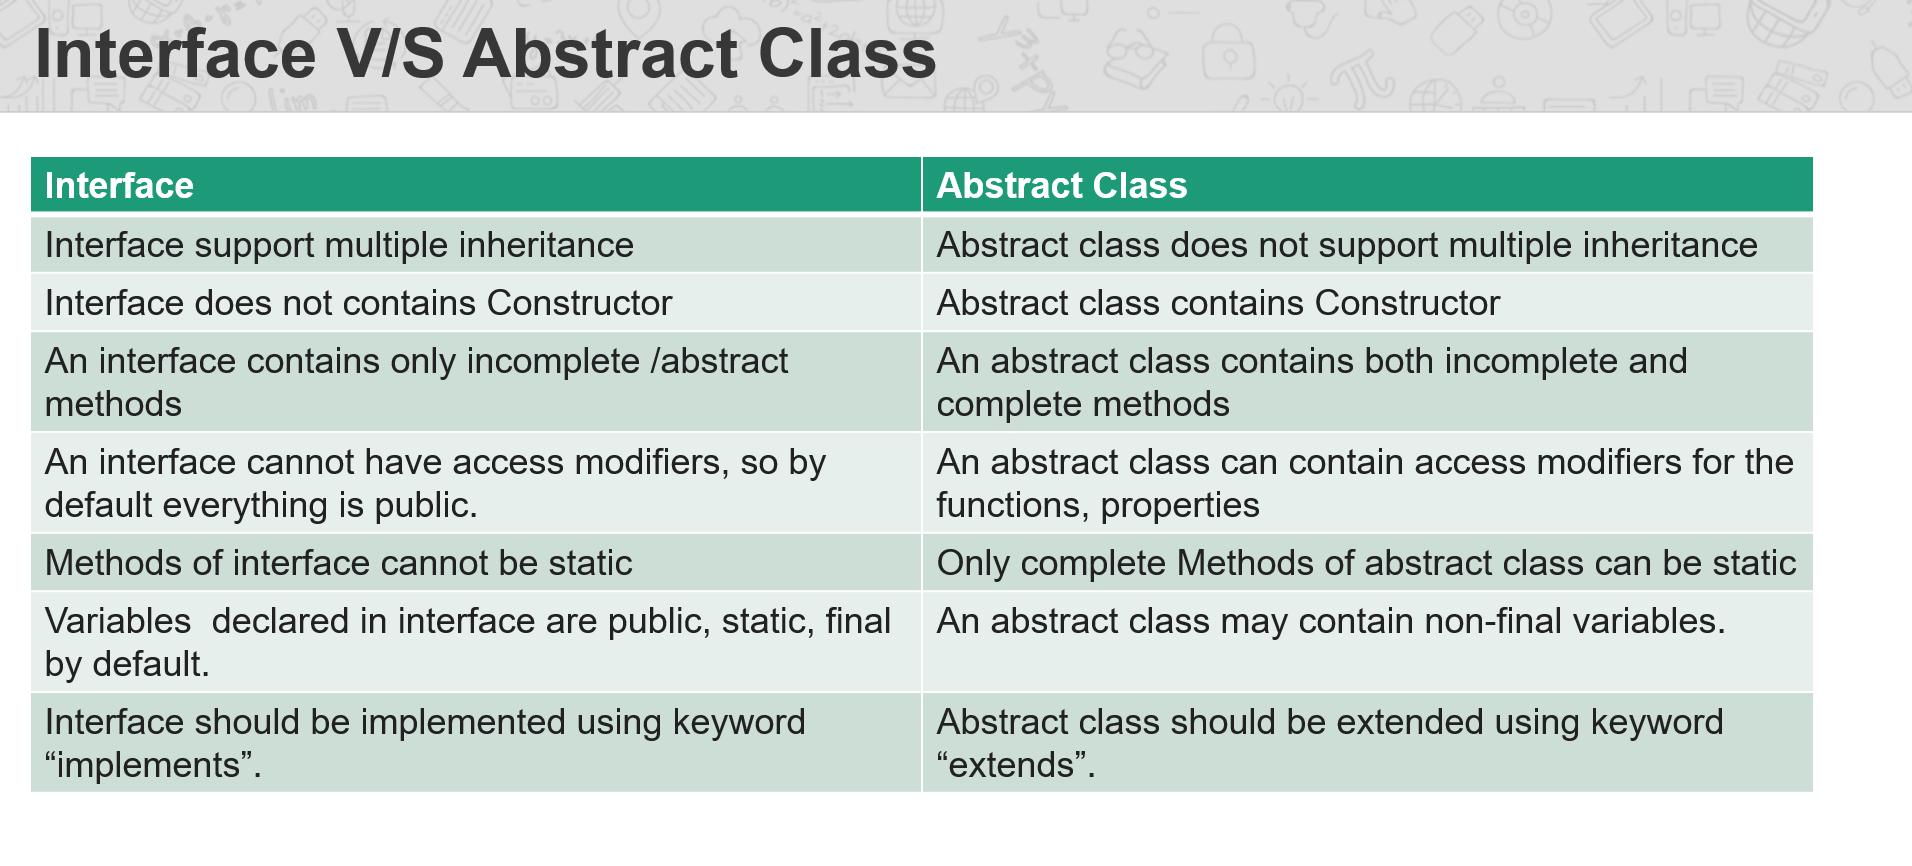 Interface V/S Abstract Class
Interface
Abstract Class
Interface support multiple inheritance
Abstract class does not support multiple inheritance
Interface does not contains Constructor
Abstract class contains Constructor
An interface contains only incomplete /abstract
methods
An abstract class contains both incomplete and
complete methods
An interface cannot have access modifiers, so by
default everything is public.
An abstract class can contain access modifiers for the
functions, properties
Methods of interface cannot be static
Only complete Methods of abstract class can be static
Variables  declared in interface are public, static, final
by default.
An abstract class may contain non-final variables.
Interface should be implemented using keyword
“implements”.
Abstract class should be extended using keyword
“extends”.